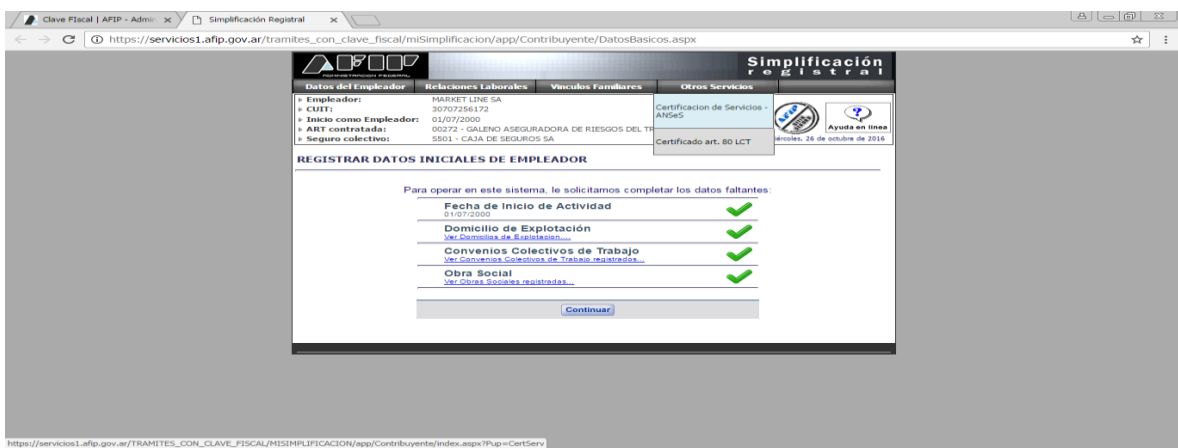 Clave FIscal | AFIP - Admin
Simplificación Registral
https://servicios1.afip.gov.ar/tramites_con_clave_fiscal/miSimplificacion/app/Contribuyente/DatosBasicos.aspx
AFIP
ADMINISTRACION FEDERAL
Simplificación
registral
Datos del Empleador Relaciones Laborales Vinculos Familiares Otros Servicios
Empleador: MARKET LINE SA
CUIT: 30707256172
Inicio como Empleador: 01/07/2000
ART contratada: 00272 - GALENO ASEGURADORA DE RIESGOS DEL TR
Seguro colectivo: 5501 - CAJA DE SEGUROS SA
Certificacion de Servicios -
ANSeS
Certificado art. 80 LCT
AFIP
Ayuda en linea
ércoles, 26 de octubre de 2016
REGISTRAR DATOS INICIALES DE EMPLEADOR
Para operar en este sistema, le solicitamos completar los datos faltantes:
Fecha de Inicio de Actividad
01/07/2000
Domicilio de Explotación
Ver Domicilios de Explotacion....
Convenios Colectivos de Trabajo
Ver Convenios Colectivos de Trabajo registrados...
Obra Social
Ver Obras Sociales registradas...
Continuar
https://servicios1.afip.gov.ar/TRAMITES_CON_CLAVE_FISCAL/MISIMPLIFICACION/app/Contribuyente/index.aspx?Pup=CertServ